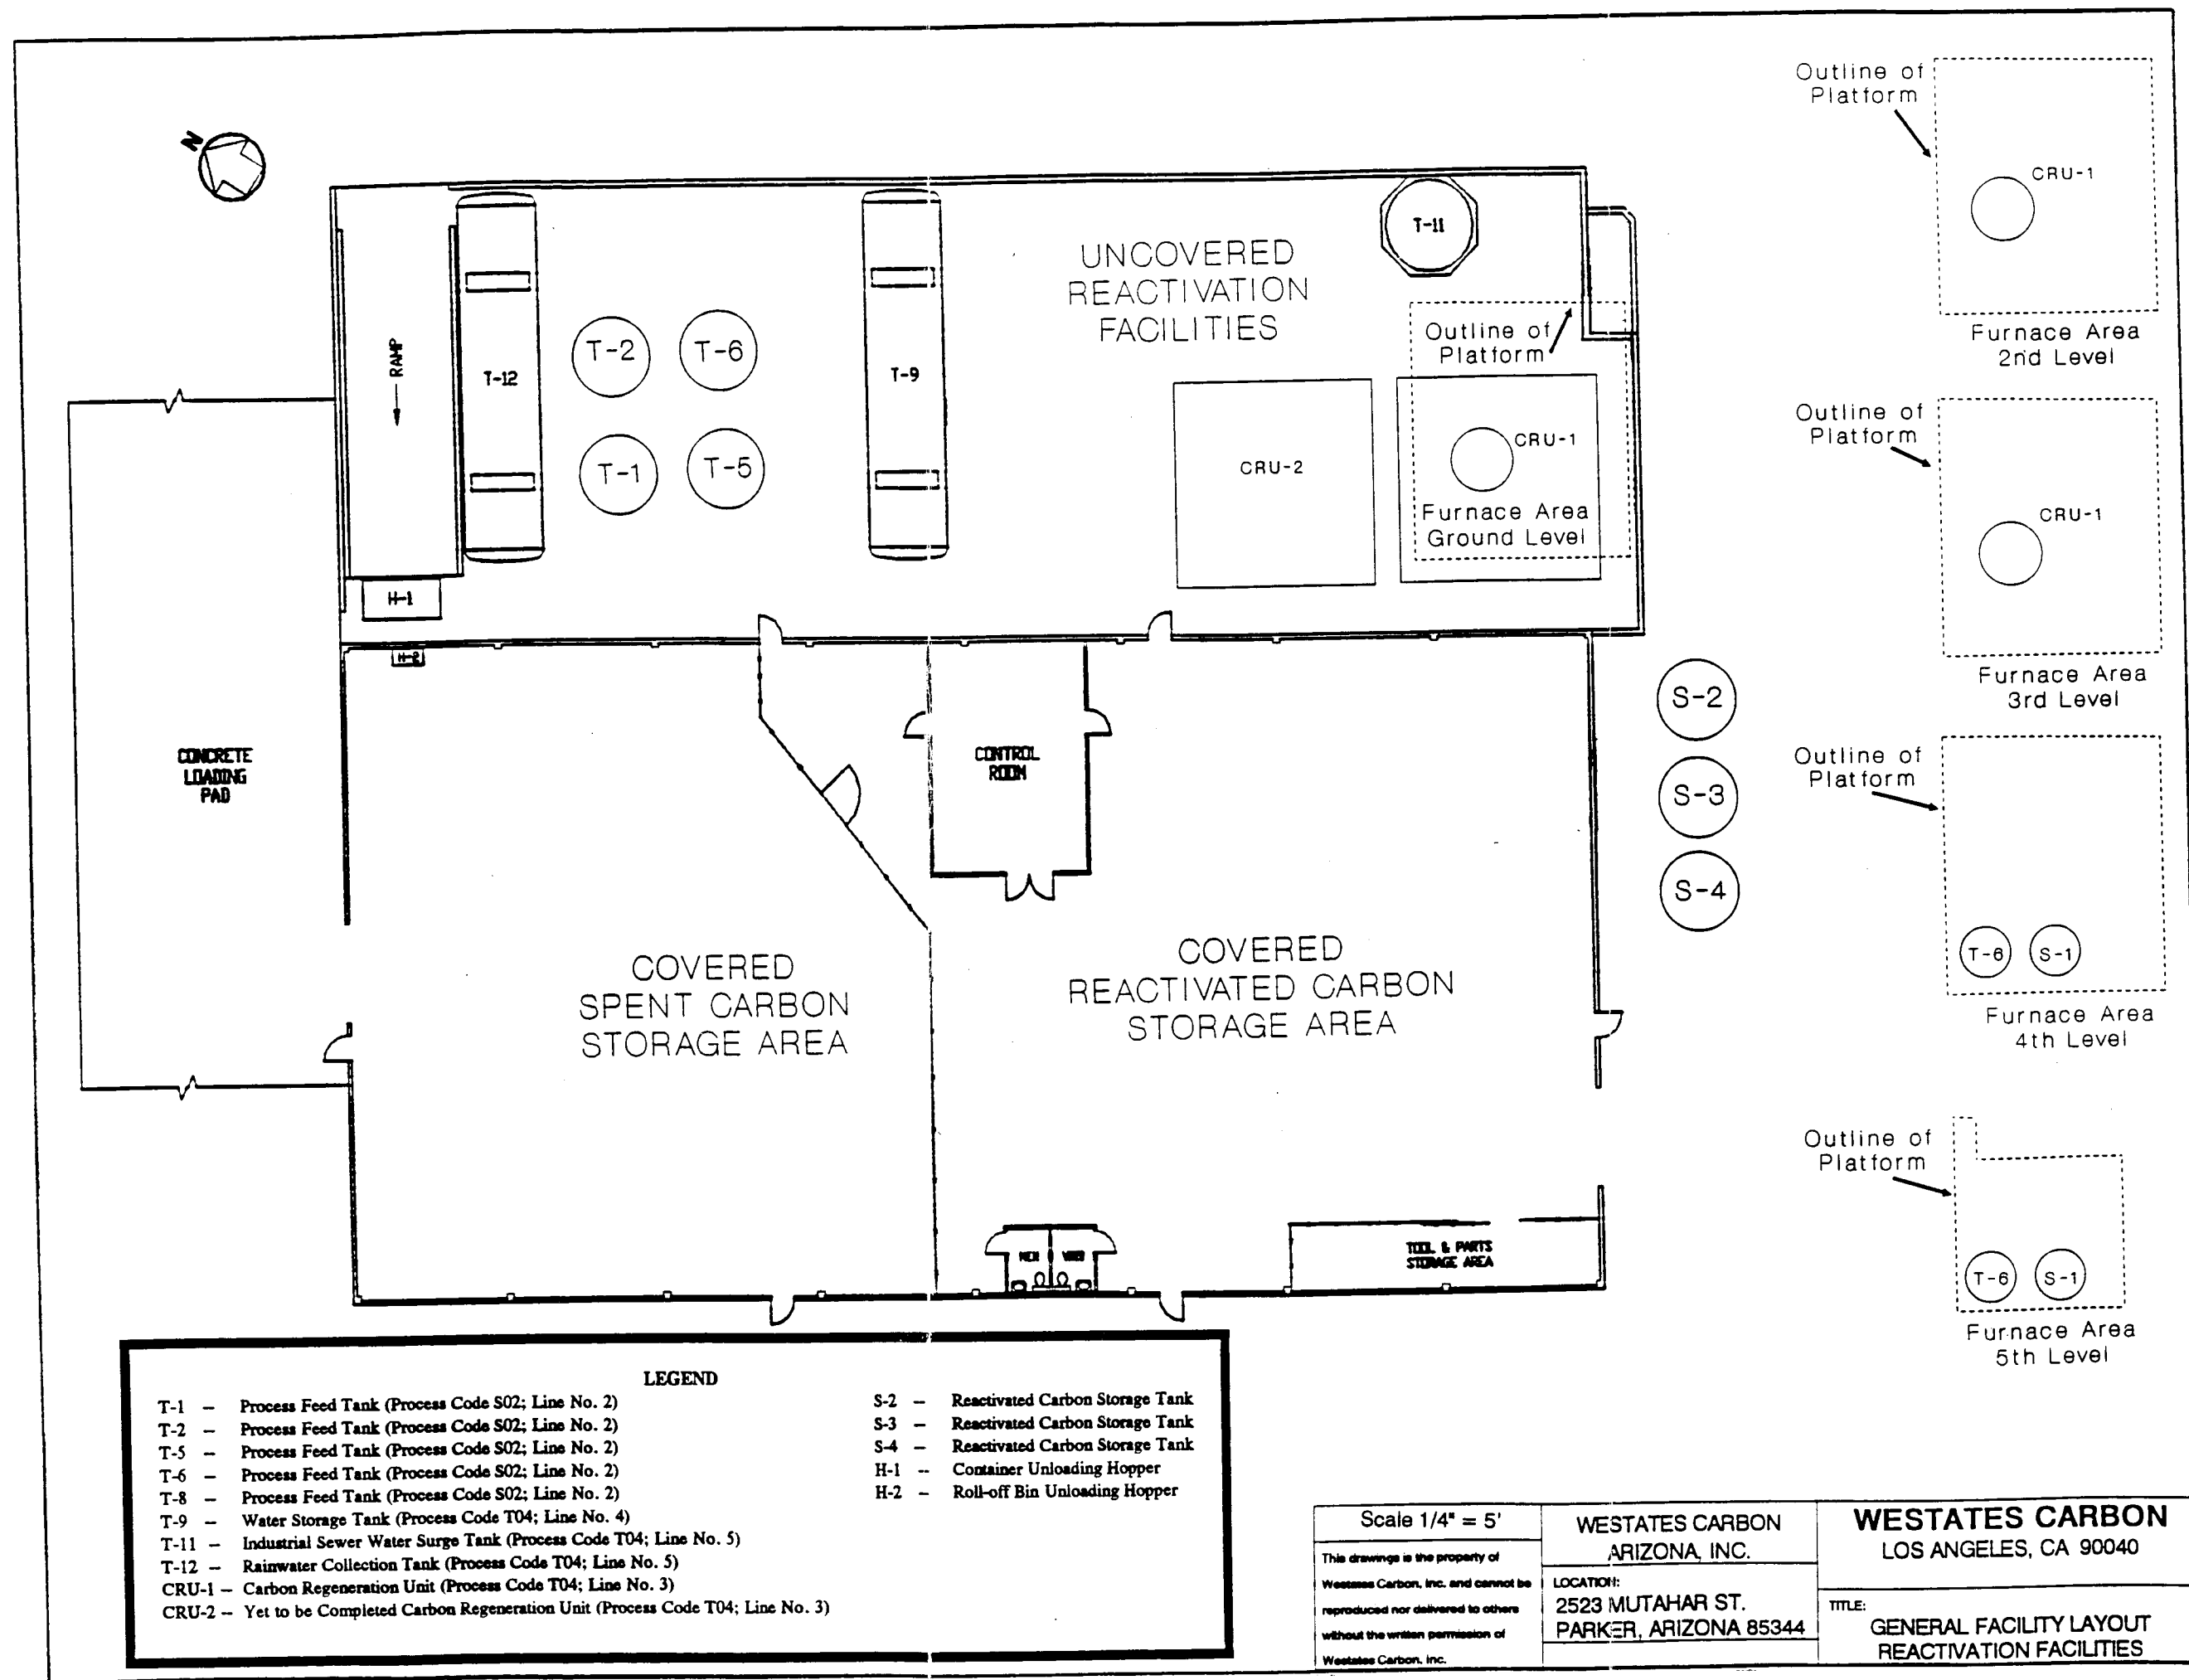 N
Outline of
Platform
CRU-1
Furnace Area
2nd Level
Outline of
Platform
CRU-1
Furnace Area
3rd Level
Outline of
Platform
T-6
S-1
Furnace Area
4th Level
Outline of
Platform
T-6
S-1
Furnace Area
5th Level
UNCOVERED
REACTIVATION
FACILITIES
T-11
Outline of
Platform
RAMP
T-12
T-2
T-6
T-1
T-5
T-9
CRU-2
CRU-1
Furnace Area
Ground Level
H-1
H-2
CONCRETE
LOADING
PAD
CONTROL
ROOM
S-2
S-3
S-4
COVERED
SPENT CARBON
STORAGE AREA
COVERED
REACTIVATED CARBON
STORAGE AREA
MEN
TOOL & PARTS
STORAGE AREA
LEGEND
T-1 – Process Feed Tank (Process Code S02; Line No. 2)
T-2 – Process Feed Tank (Process Code S02; Line No. 2)
T-5 – Process Feed Tank (Process Code S02; Line No. 2)
T-6 – Process Feed Tank (Process Code S02; Line No. 2)
T-8 – Process Feed Tank (Process Code S02; Line No. 2)
T-9 – Water Storage Tank (Process Code T04; Line No. 4)
T-11 – Industrial Sewer Water Surge Tank (Process Code T04; Line No. 5)
T-12 – Rainwater Collection Tank (Process Code T04; Line No. 5)
CRU-1 – Carbon Regeneration Unit (Process Code T04; Line No. 3)
CRU-2 – Yet to be Completed Carbon Regeneration Unit (Process Code T04; Line No. 3)
S-2 – Reactivated Carbon Storage Tank
S-3 – Reactivated Carbon Storage Tank
S-4 – Reactivated Carbon Storage Tank
H-1 -- Container Unloading Hopper
H-2 – Roll-off Bin Unloading Hopper
Scale 1/4" = 5'
This drawings is the property of
Westates Carbon, Inc. and cannot be
reproduced nor delivered to others
without the written permission of
Westates Carbon, Inc.
WESTATES CARBON
ARIZONA, INC.
LOCATION:
2523 MUTAHAR ST.
PARKER, ARIZONA 85344
WESTATES CARBON
LOS ANGELES, CA 90040
TITLE:
GENERAL FACILITY LAYOUT
REACTIVATION FACILITIES